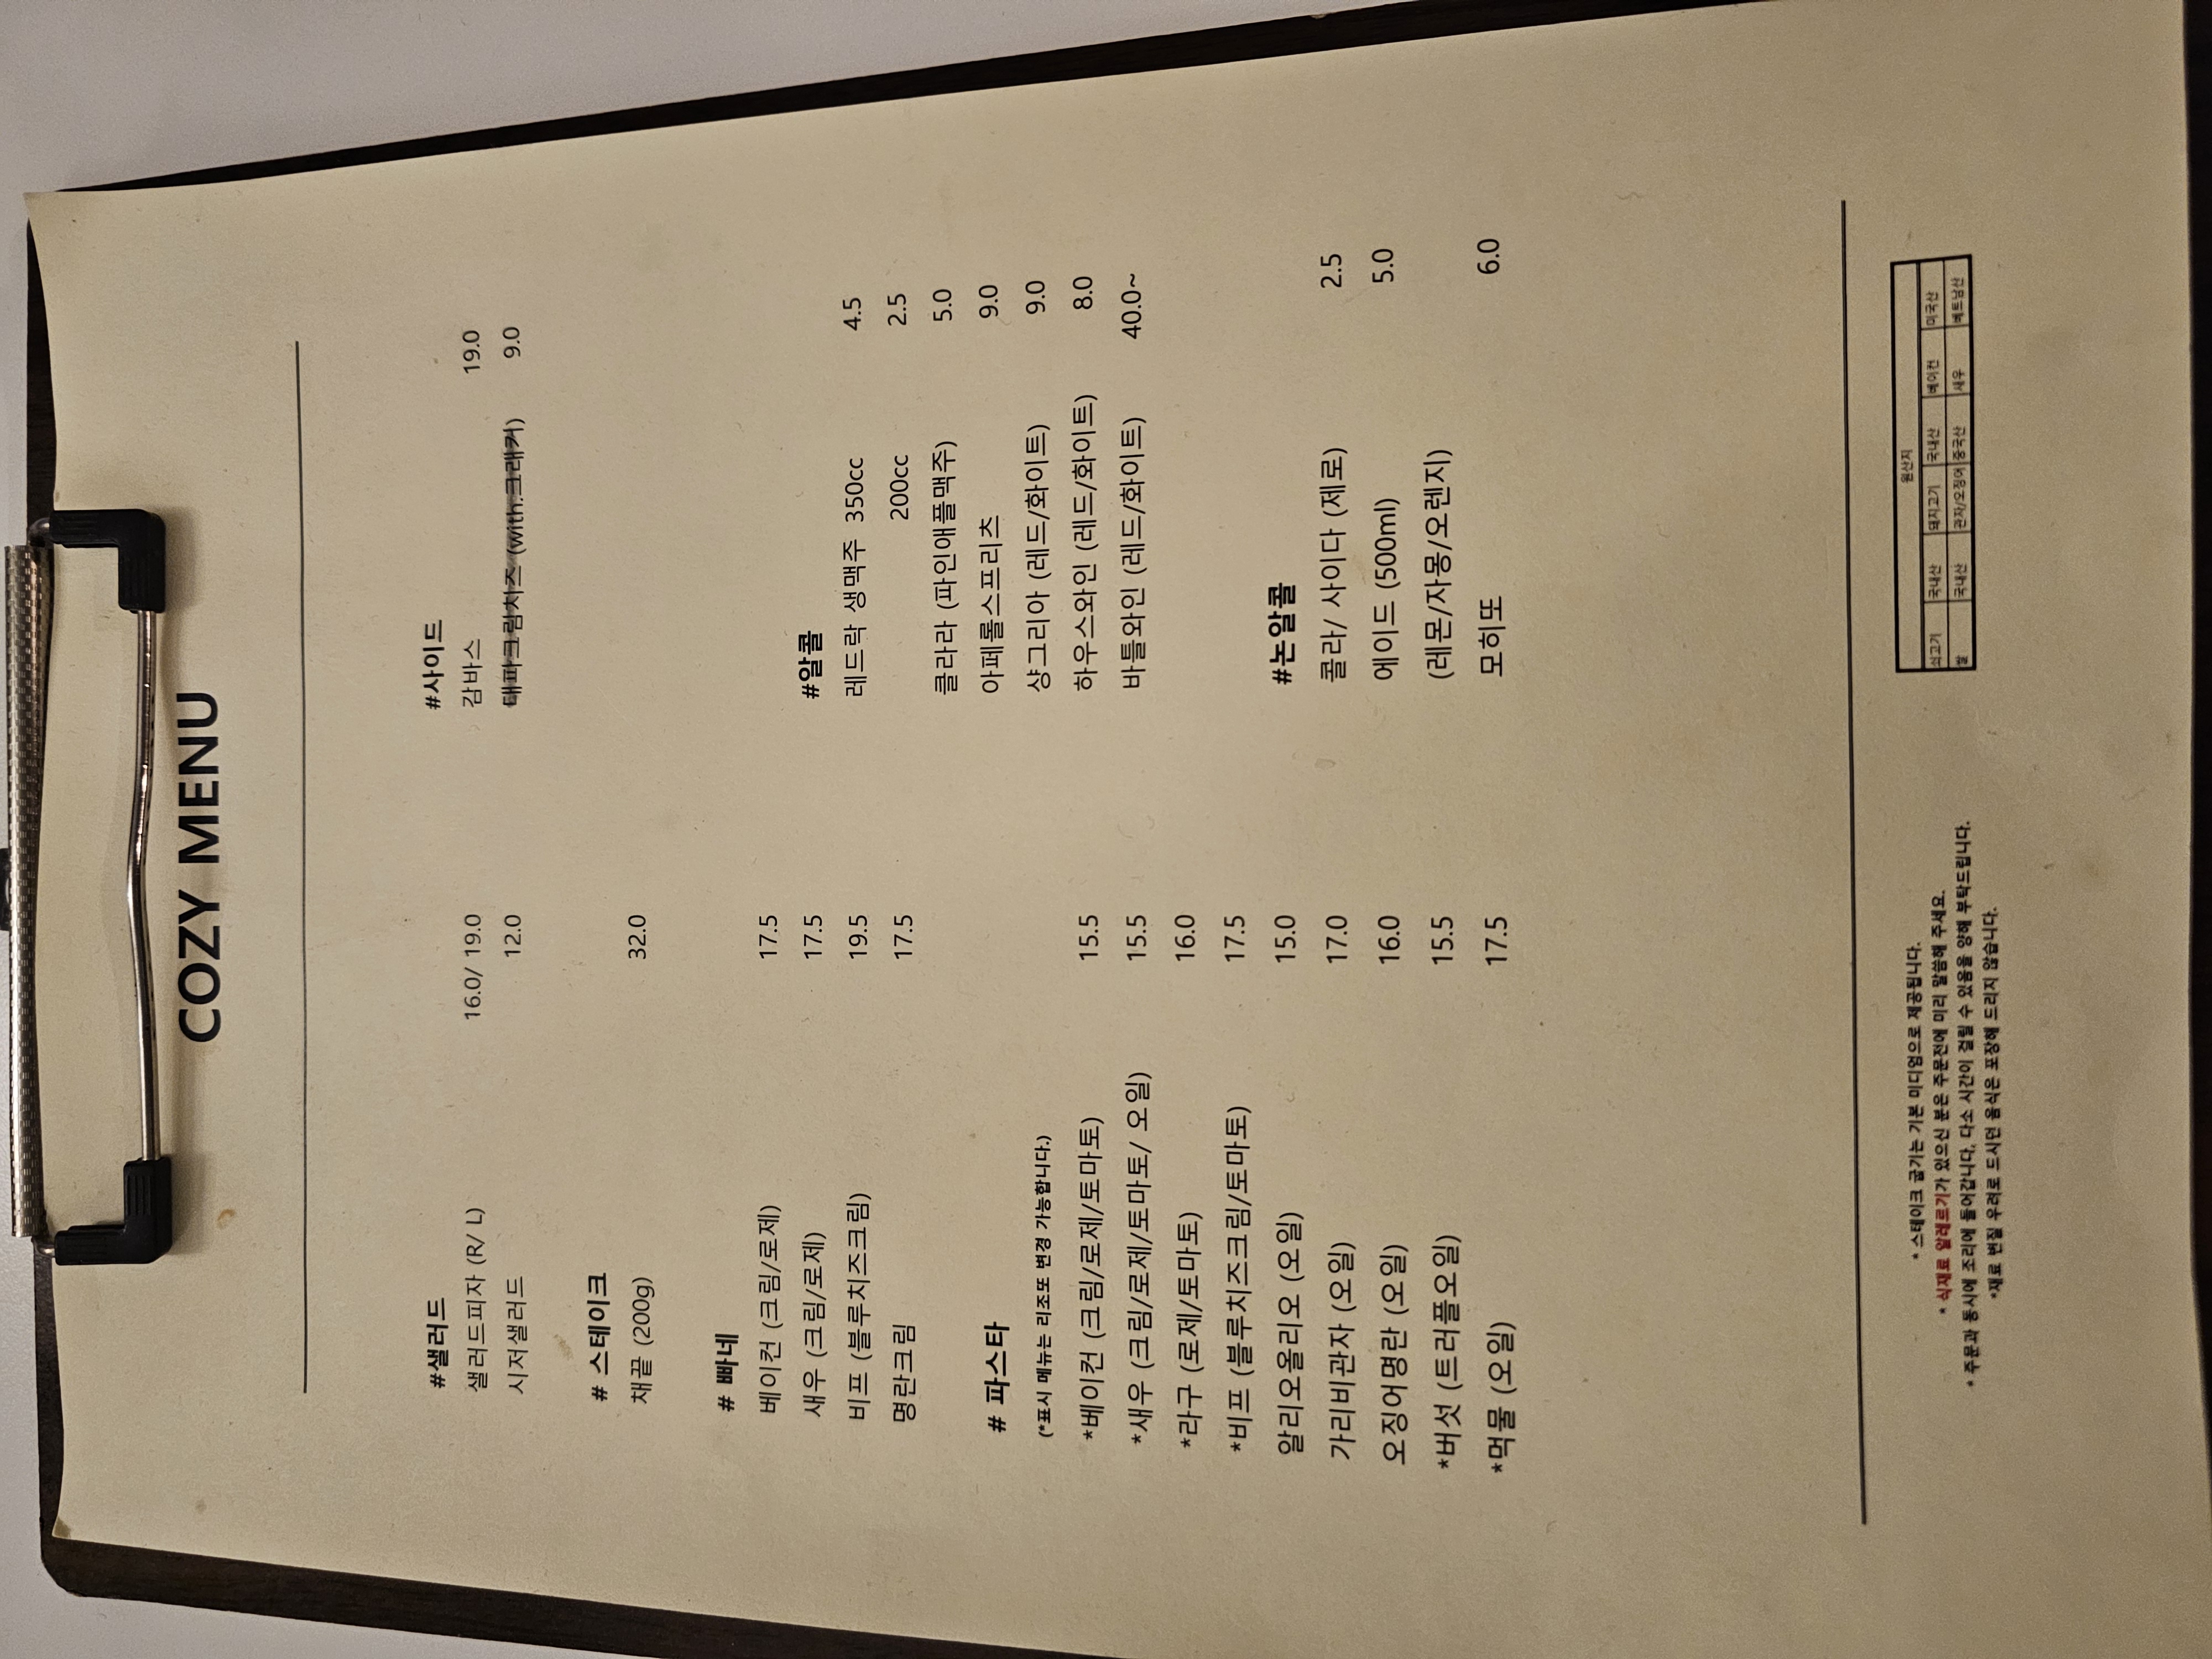 COZY MENU
#샐러드
샐러드피자 (R/ L) 16.0/ 19.0
시저샐러드 12.0
# 스테이크
채끝 (200g) 32.0
# 빠네
베이컨 (크림/로제) 17.5
새우 (크림/로제) 17.5
비프 (블루치즈크림) 19.5
명란크림 17.5
# 파스타
(*표시 메뉴는 리조또 변경 가능합니다.)
*베이컨 (크림/로제/토마토) 15.5
*새우 (크림/로제/토마토/ 오일) 15.5
*라구 (로제/토마토) 16.0
*비프 (블루치즈크림/토마토) 17.5
알리오올리오 (오일) 15.0
가리비관자 (오일) 17.0
오징어명란 (오일) 16.0
*버섯 (트러플오일) 15.5
*먹물 (오일) 17.5
#사이드
감바스 19.0
대파크림치즈 (with.크래커) 9.0
#알콜
레드락 생맥주 350cc 4.5
200cc 2.5
클라라 (파인애플맥주) 5.0
아페롤스프리츠 9.0
샹그리아 (레드/화이트) 9.0
하우스와인 (레드/화이트) 8.0
바틀와인 (레드/화이트) 40.0~
#논알콜
콜라/ 사이다 (제로) 2.5
에이드 (500ml) 5.0
(레몬/자몽/오렌지)
모히또 6.0
* 스테이크 굽기는 기본 미디엄으로 제공됩니다.
* 식재료 알레르기가 있으신 분은 주문전에 미리 말씀해 주세요.
* 주문과 동시에 조리에 들어갑니다. 다소 시간이 걸릴 수 있음을 양해 부탁드립니다.
*재료 변질 우려로 드시던 음식은 포장해 드리지 않습니다.
원산지
쇠고기 국내산 돼지고기 국내산 베이컨 미국산
쌀 국내산 관자/오징어 중국산 새우 베트남산